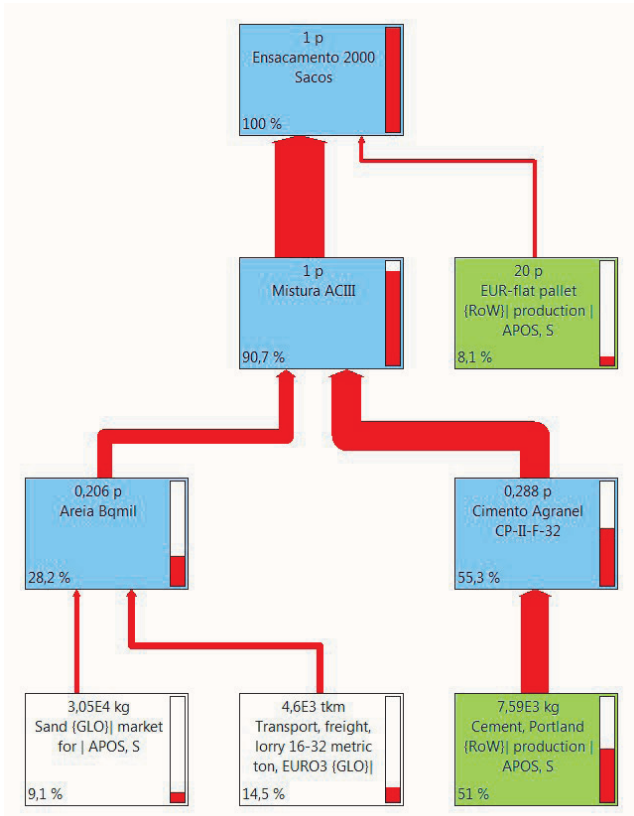 1 p
Ensacamento 2000
Sacos
100 %
1 p
Mistura ACIII
90,7 %
20 p
EUR-flat pallet
{RoW}| production |
APOS, S
8,1 %
0,206 p
Areia Bqmil
28,2 %
0,288 p
Cimento Agranel
CP-II-F-32
55,3 %
3,05E4 kg
Sand {GLO}| market
for | APOS, S
9,1 %
4,6E3 tkm
Transport, freight,
lorry 16-32 metric
ton, EURO3 {GLO}|
14,5 %
7,59E3 kg
Cement, Portland
{RoW}| production |
APOS, S
51 %